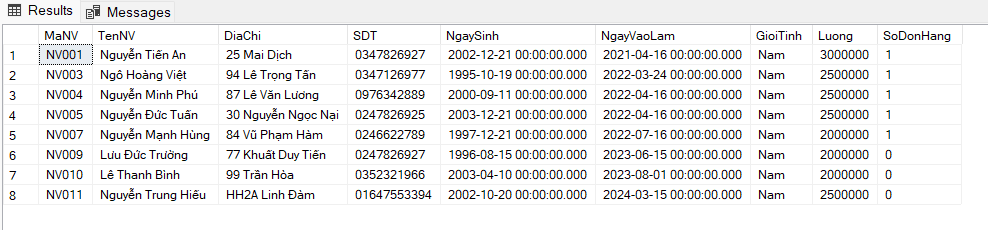 Results Messages
MaNV TenNV DiaChi SDT NgaySinh NgayVaoLam GioiTinh Luong SoDonHang
1 NV001 Nguyễn Tiến An 25 Mai Dịch 0347826927 2002-12-21 00:00:00.000 2021-04-16 00:00:00.000 Nam 3000000 1
2 NV003 Ngô Hoàng Việt 94 Lê Trọng Tấn 0347126977 1995-10-19 00:00:00.000 2022-03-24 00:00:00.000 Nam 2500000 1
3 NV004 Nguyễn Minh Phú 87 Lê Văn Lương 0976342889 2000-09-11 00:00:00.000 2022-04-16 00:00:00.000 Nam 2500000 1
4 NV005 Nguyễn Đức Tuấn 30 Nguyễn Ngọc Nại 0247826925 2003-12-21 00:00:00.000 2022-04-16 00:00:00.000 Nam 2500000 1
5 NV007 Nguyễn Mạnh Hùng 84 Vũ Phạm Hàm 0246622789 1997-12-21 00:00:00.000 2022-07-16 00:00:00.000 Nam 2000000 1
6 NV009 Lưu Đức Trường 77 Khuất Duy Tiến 0247826927 1996-08-15 00:00:00.000 2023-06-15 00:00:00.000 Nam 2000000 0
7 NV010 Lê Thanh Bình 99 Trần Hòa 0352321966 2003-04-10 00:00:00.000 2023-08-01 00:00:00.000 Nam 2000000 0
8 NV011 Nguyễn Trung Hiếu HH2A Linh Đàm 01647553394 2002-10-20 00:00:00.000 2024-03-15 00:00:00.000 Nam 2500000 0